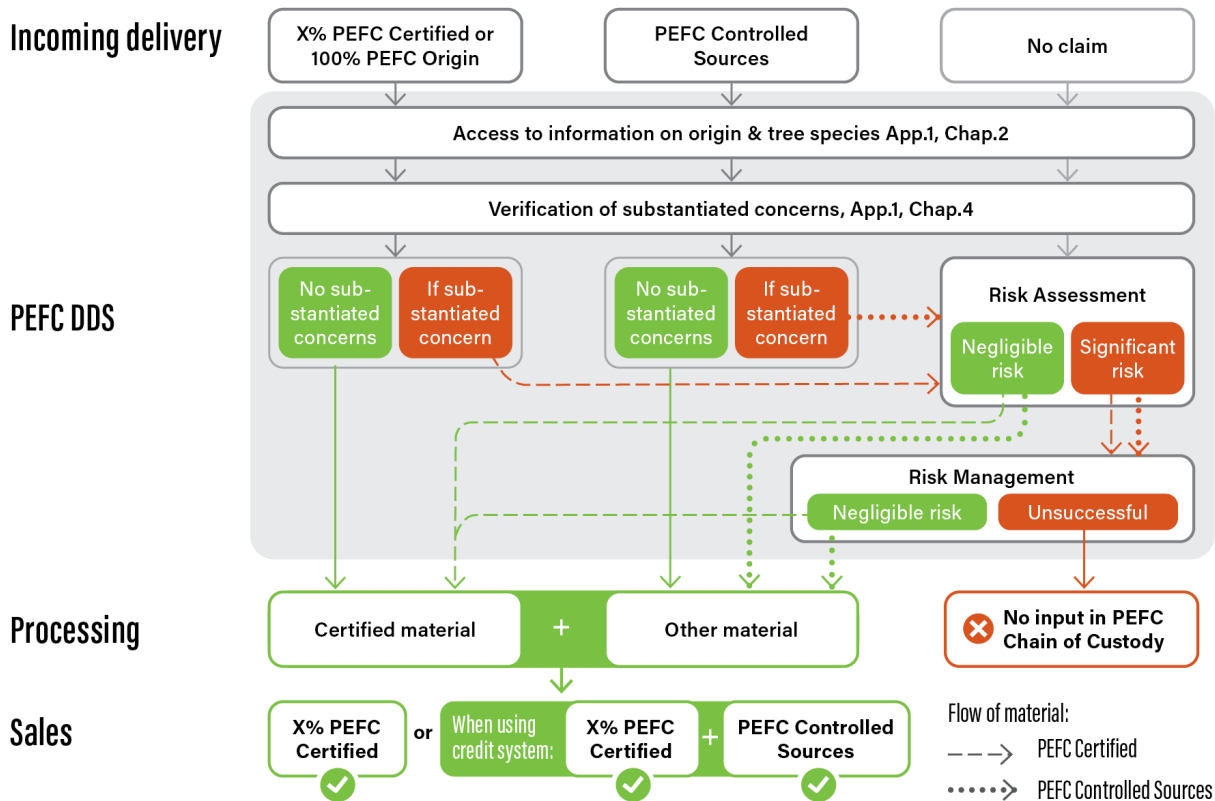 Incoming delivery
X% PEFC Certified or
100% PEFC Origin
PEFC Controlled
Sources
No claim
Access to information on origin & tree species App.1, Chap.2
Verification of substantiated concerns, App.1, Chap.4
PEFC DDS
No sub-
stantiated
concerns
If sub-
stantiated
concern
No sub-
stantiated
concerns
If sub-
stantiated
concern
Risk Assessment
Negligible
risk
Significant
risk
Risk Management
Negligible risk
Unsuccessful
Processing
Certified material
+
Other material
No input in PEFC
Chain of Custody
Sales
X% PEFC
Certified
or
When using
credit system:
X% PEFC
Certified
+
PEFC Controlled
Sources
Flow of material:
PEFC Certified
PEFC Controlled Sources